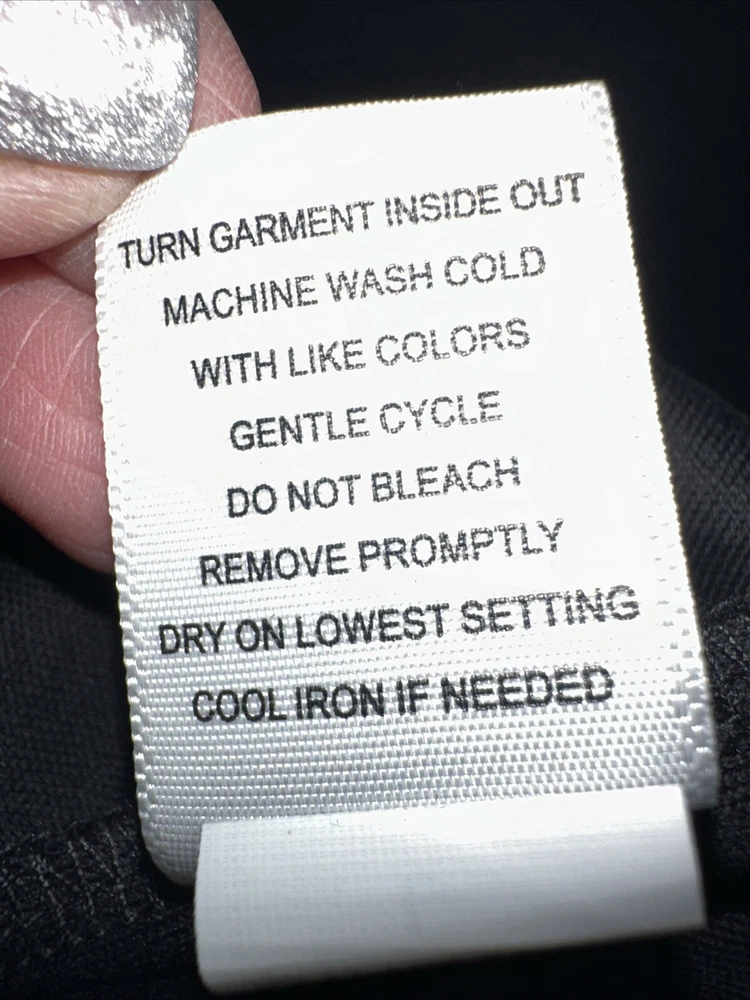 TURN GARMENT INSIDE OUT
MACHINE WASH COLD
WITH LIKE COLORS
GENTLE CYCLE
DO NOT BLEACH
REMOVE PROMPTLY
DRY ON LOWEST SETTING
COOL IRON IF NEEDED